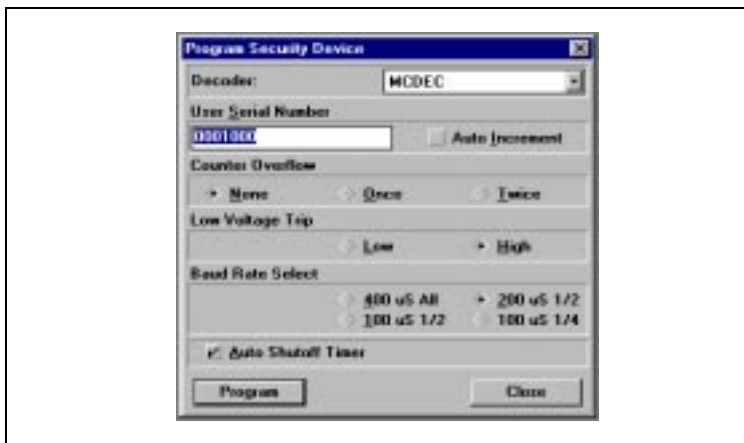 Program Security Device
Decoder: MCDEC
User Serial Number
0001000 Auto Increment
Counter Overflow
None Once Twice
Low Voltage Trip
Low High
Baud Rate Select
400 uS All 200 uS 1/2
100 uS 1/2 100 uS 1/4
Auto Shutoff Timer
Program Close